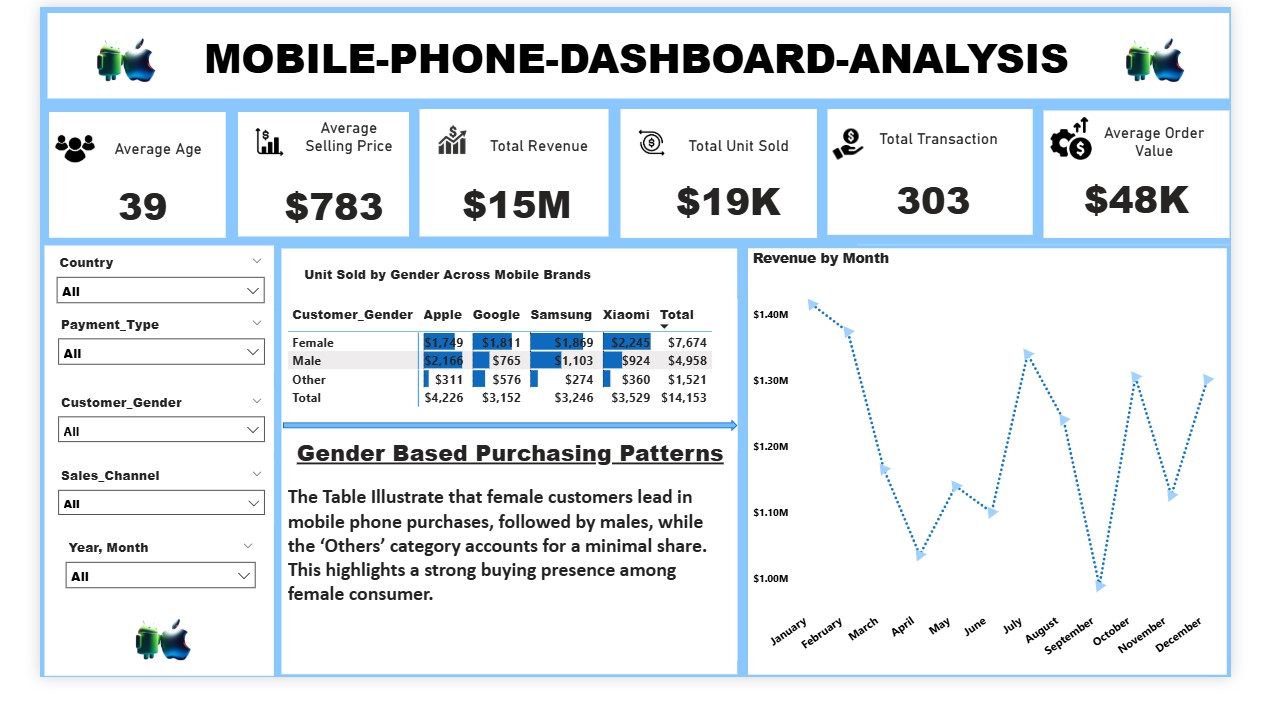 MOBILE-PHONE-DASHBOARD-ANALYSIS
Average Age
39
Average
Selling Price
$783
Total Revenue
$15M
Total Unit Sold
$19K
Total Transaction
303
Average Order
Value
$48K
Country
All
Payment_Type
All
Customer_Gender
All
Sales_Channel
All
Year, Month
All
Unit Sold by Gender Across Mobile Brands
Customer_Gender Apple Google Samsung Xiaomi Total
Female $1,749 $1,811 $1,869 $2,245 $7,674
Male $2,166 $765 $1,103 $924 $4,958
Other $311 $576 $274 $360 $1,521
Total $4,226 $3,152 $3,246 $3,529 $14,153
Gender Based Purchasing Patterns
The Table Illustrate that female customers lead in
mobile phone purchases, followed by males, while
the ‘Others’ category accounts for a minimal share.
This highlights a strong buying presence among
female consumer.
Revenue by Month
$1.40M
$1.30M
$1.20M
$1.10M
$1.00M
January February March April May June July August September October November December